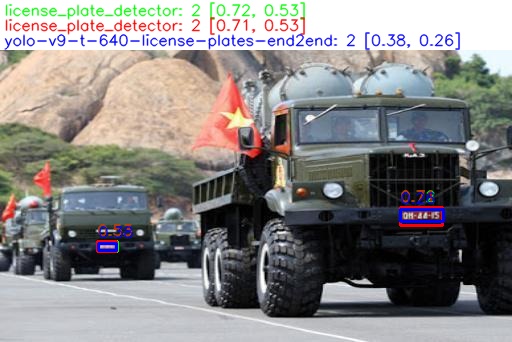 license_plate_detector: 2 [0.72, 0.53]
license_plate_detector: 2 [0.71, 0.53]
yolo-v9-t-640-license-plates-end2end: 2 [0.38, 0.26]
КрАЗ
0.72
QH-44-15
0.53